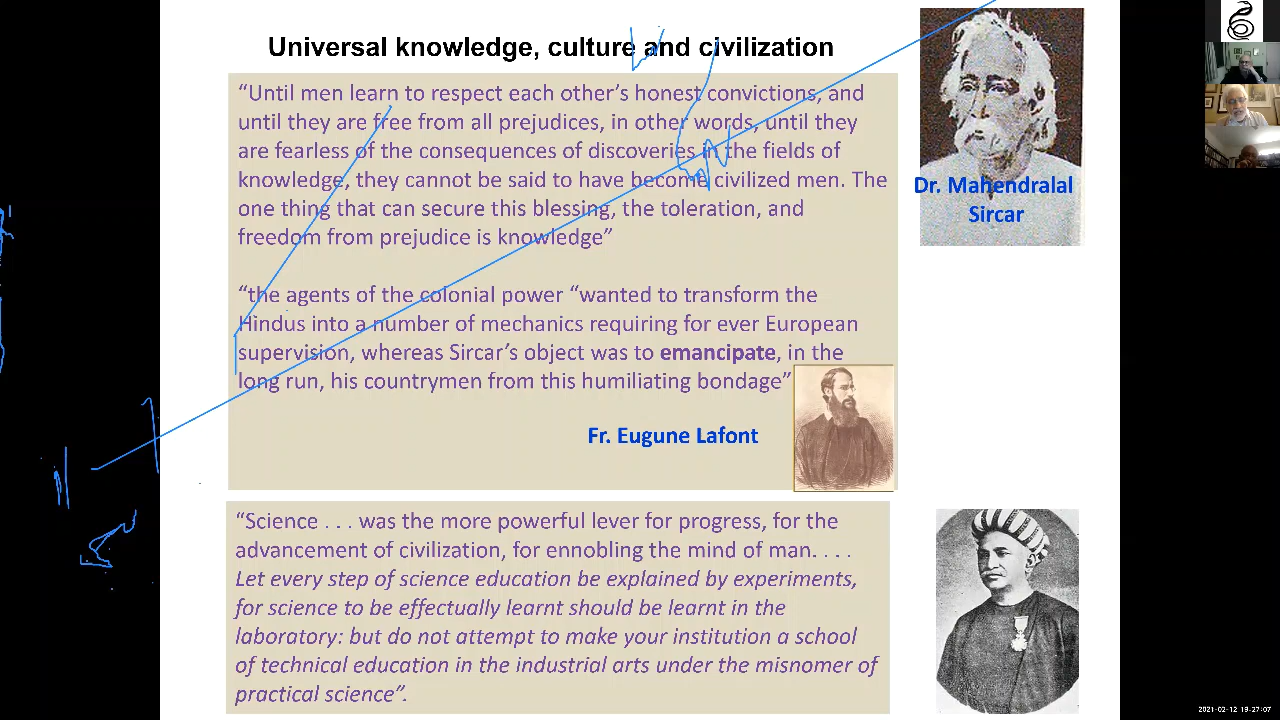 Universal knowledge, culture and civilization
“Until men learn to respect each other’s honest convictions, and
until they are free from all prejudices, in other words, until they
are fearless of the consequences of discoveries in the fields of
knowledge, they cannot be said to have become civilized men. The
one thing that can secure this blessing, the toleration, and
freedom from prejudice is knowledge”
Dr. Mahendralal
Sircar
“the agents of the colonial power “wanted to transform the
Hindus into a number of mechanics requiring for ever European
supervision, whereas Sircar’s object was to emancipate, in the
long run, his countrymen from this humiliating bondage”
Fr. Eugune Lafont
“Science . . . was the more powerful lever for progress, for the
advancement of civilization, for ennobling the mind of man. . . .
Let every step of science education be explained by experiments,
for science to be effectually learnt should be learnt in the
laboratory: but do not attempt to make your institution a school
of technical education in the industrial arts under the misnomer of
practical science”.
2021-02-12 19-27-07